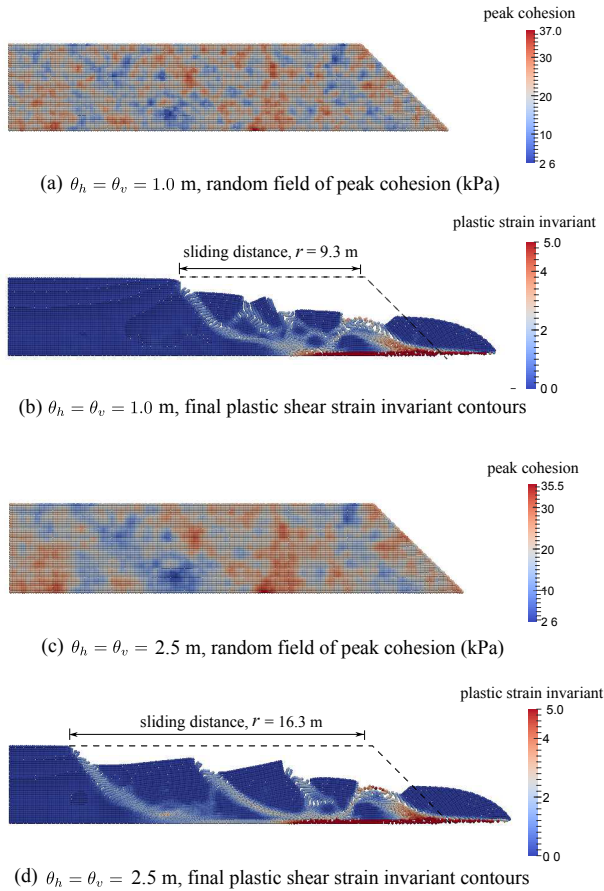 peak cohesion
37.0
30
20
10
2 6
(a) θh = θv = 1.0 m, random field of peak cohesion (kPa)
plastic strain invariant
sliding distance, r = 9.3 m
5.0
4
2
0 0
(b) θh = θv = 1.0 m, final plastic shear strain invariant contours
peak cohesion
35.5
30
20
10
2 6
(c) θh = θv = 2.5 m, random field of peak cohesion (kPa)
plastic strain invariant
sliding distance, r = 16.3 m
5.0
4
2
0 0
(d) θh = θv = 2.5 m, final plastic shear strain invariant contours